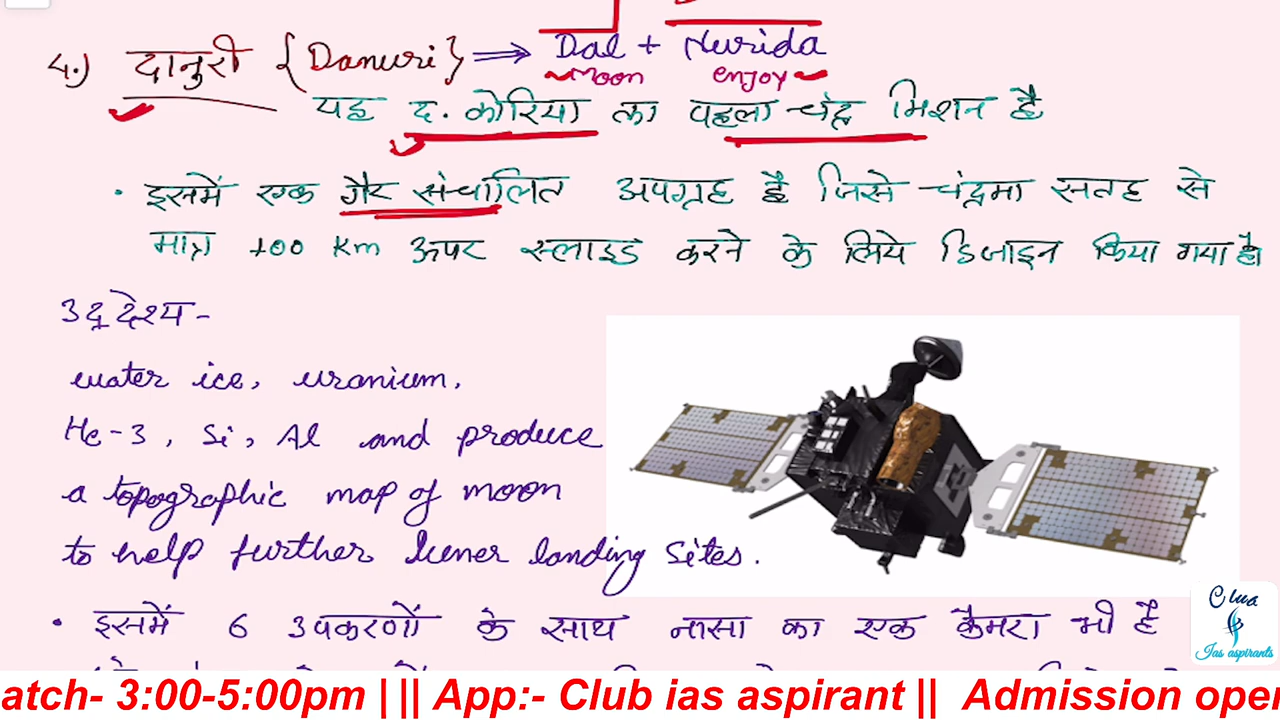 4.) दानुरी {Danuri} ⇒ Dal + Nurida
Moon enjoy
यह द. कोरिया का पहला चंद्र मिशन है
· इसमें एक गैर संचालित उपग्रह है जिसे चंद्रमा सतह से
मात्र 100 Km ऊपर स्लाइड करने के लिये डिजाइन किया गया है।
उद्देश्य-
water ice, uranium,
He-3, Si, Al and produce
a topographic map of moon
to help further luner landing sites.
· इसमें 6 उपकरणों के साथ नासा का एक कैमरा भी है
Club
Ias aspirants
atch- 3:00-5:00pm | || App:- Club ias aspirant || Admission oper